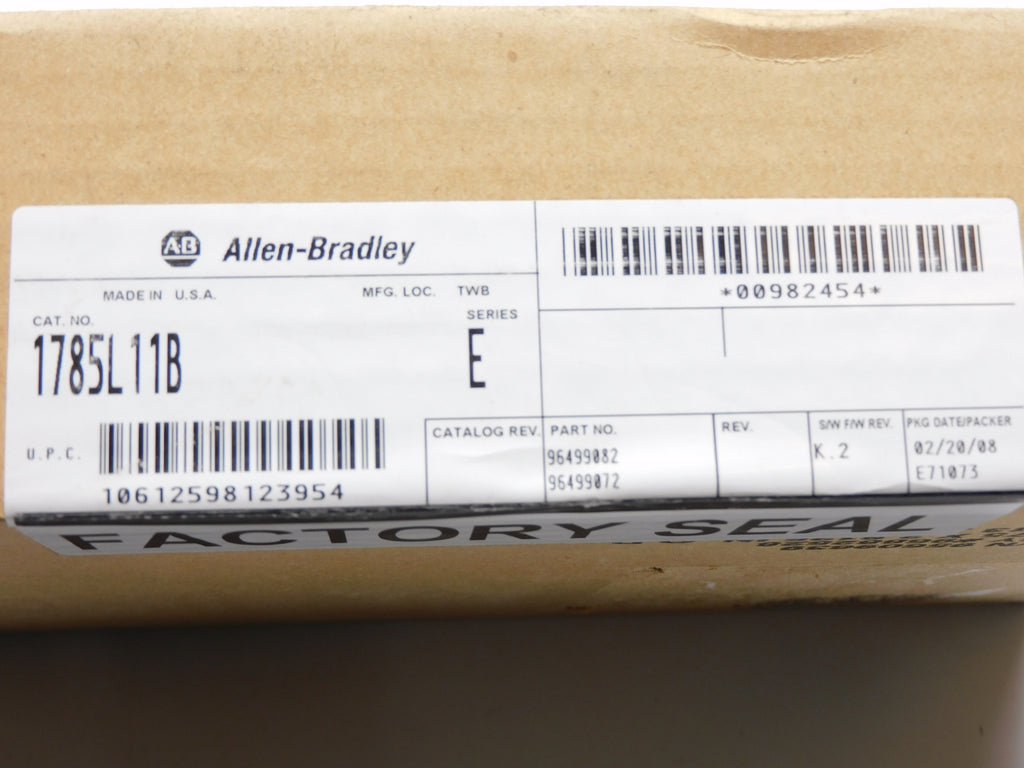 AB Allen-Bradley
*00982454*
MADE IN U.S.A. MFG. LOC. TWB
CAT. NO. SERIES
1785L11B E
U.P.C.
10612598123954
CATALOG REV. PART NO. REV. S/W F/W REV. PKG DATE/PACKER
96499082 K.2 02/20/08
96499072 E71073
FACTORY SEAL